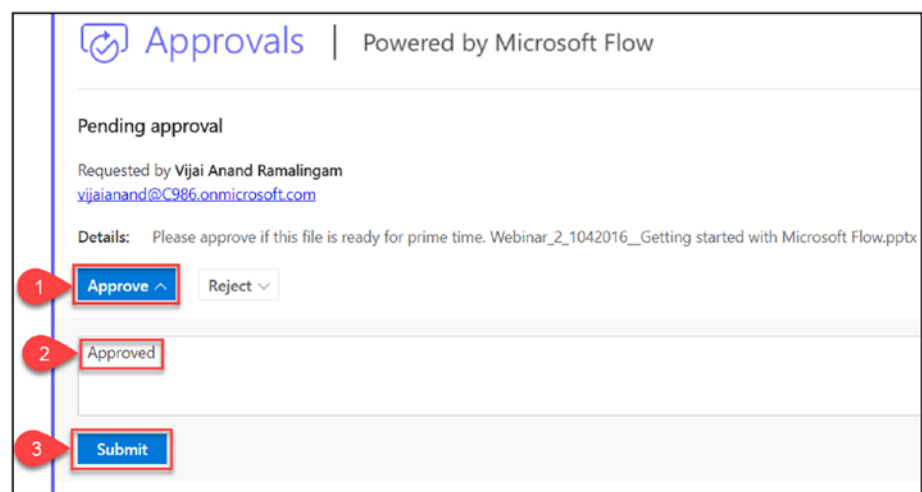 Approvals | Powered by Microsoft Flow
Pending approval
Requested by Vijai Anand Ramalingam
vijaianand@C986.onmicrosoft.com
Details: Please approve if this file is ready for prime time. Webinar_2_1042016__Getting started with Microsoft Flow.pptx
1 Approve Reject
2 Approved
3 Submit